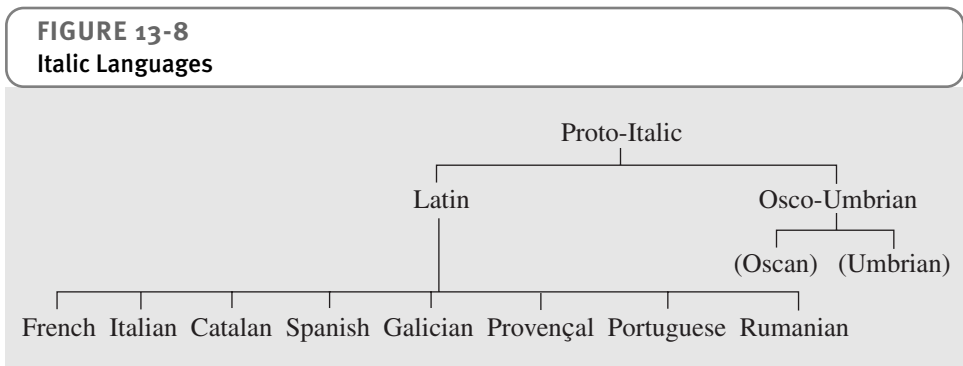 FIGURE 13-8
Italic Languages
Proto-Italic
Latin Osco-Umbrian
(Oscan) (Umbrian)
French Italian Catalan Spanish Galician Provençal Portuguese Rumanian